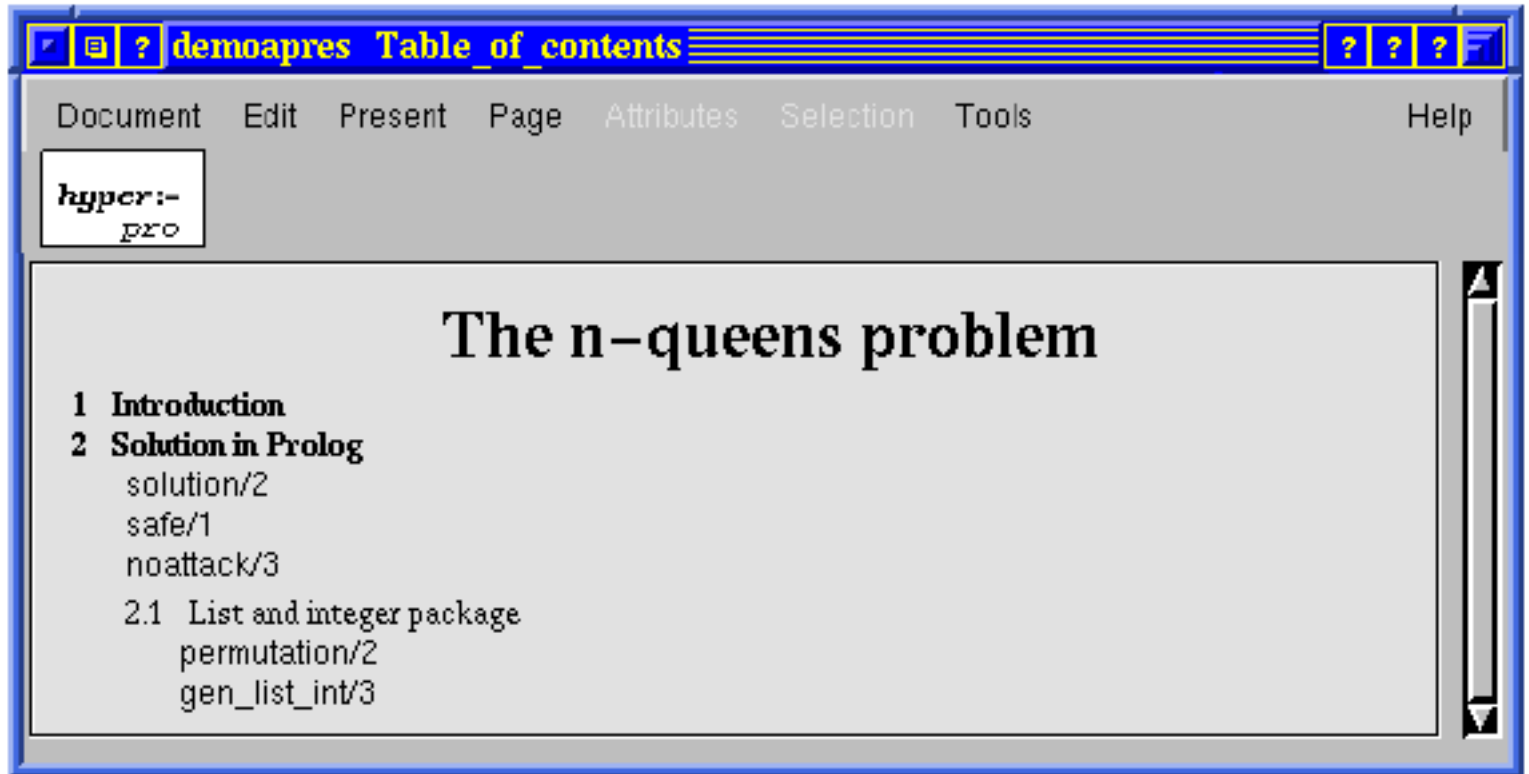 ? demoapres Table_of_contents ? ? ?
Document Edit Present Page Attributes Selection Tools Help
hyper:-
pro
The n-queens problem
1 Introduction
2 Solution in Prolog
solution/2
safe/1
noattack/3
2.1 List and integer package
permutation/2
gen_list_int/3